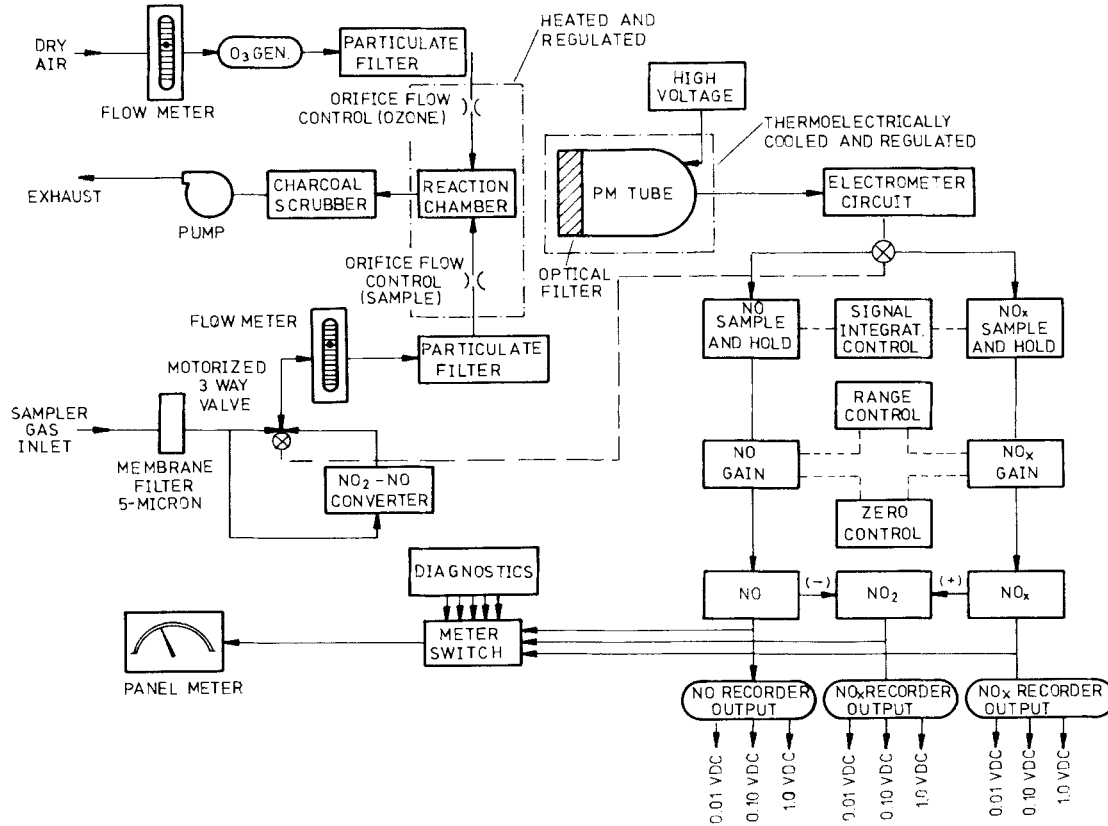 DRY
AIR
FLOW METER
O3 GEN.
PARTICULATE
FILTER
HEATED AND
REGULATED
ORIFICE FLOW
CONTROL (OZONE)
HIGH
VOLTAGE
THERMOELECTRICALLY
COOLED AND REGULATED
EXHAUST
PUMP
CHARCOAL
SCRUBBER
REACTION
CHAMBER
PM TUBE
ELECTROMETER
CIRCUIT
OPTICAL
FILTER
ORIFICE FLOW
CONTROL
(SAMPLE)
FLOW METER
PARTICULATE
FILTER
MOTORIZED
3 WAY
VALVE
SAMPLER
GAS
INLET
MEMBRANE
FILTER
5-MICRON
NO2-NO
CONVERTER
NO
SAMPLE
AND HOLD
SIGNAL
INTEGRAT.
CONTROL
NOx
SAMPLE
AND HOLD
RANGE
CONTROL
NO
GAIN
NOx
GAIN
ZERO
CONTROL
DIAGNOSTICS
METER
SWITCH
PANEL METER
NO
(-)
NO2
(+)
NOx
NO RECORDER
OUTPUT
NOx RECORDER
OUTPUT
NOx RECORDER
OUTPUT
0.01 VDC
0.10 VDC
1.0 VDC
0.01 VDC
0.10 VDC
1.0 VDC
0.01 VDC
0.10 VDC
1.0 VDC